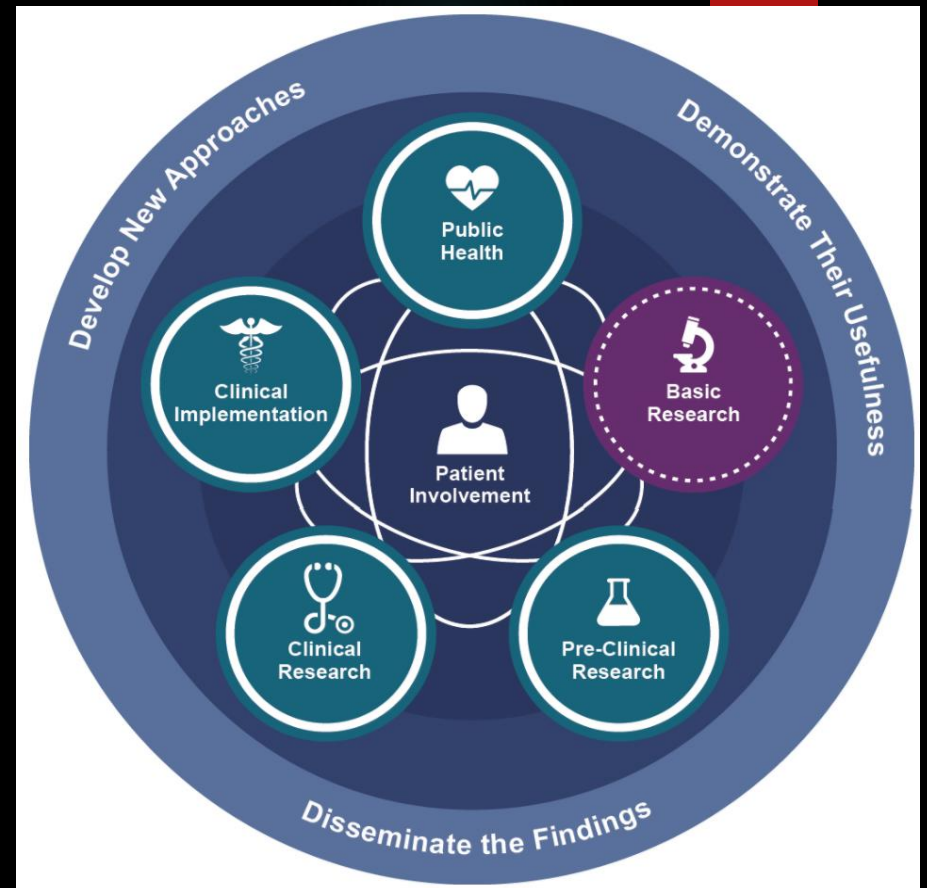 Develop New Approaches
Demonstrate Their Usefulness
Public
Health
Clinical
Implementation
Basic
Research
Patient
Involvement
Clinical
Research
Pre-Clinical
Research
Disseminate the Findings